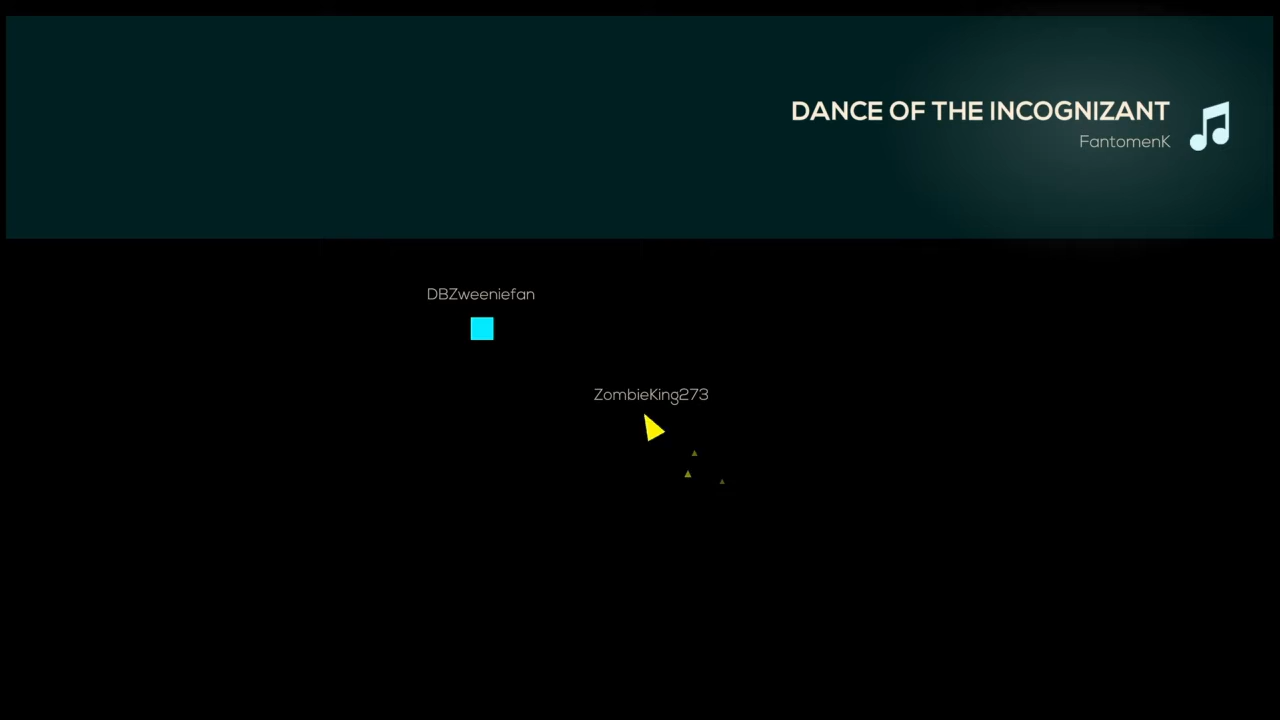 DANCE OF THE INCOGNIZANT
FantomenK
DBZweeniefan
ZombieKing273